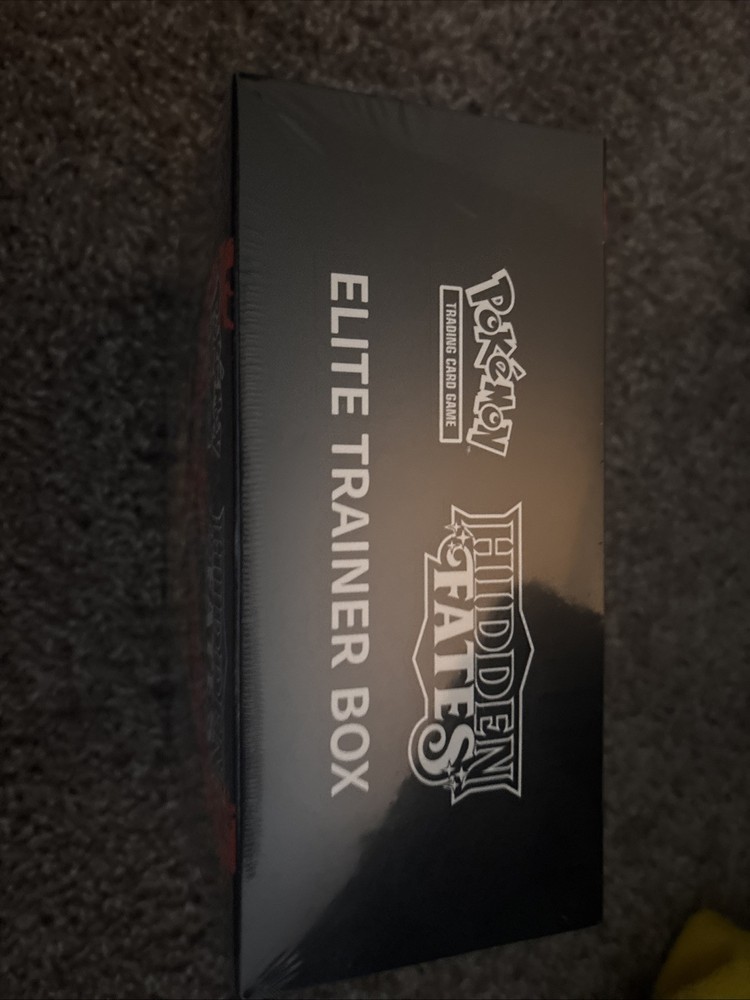 Pokémon
TRADING CARD GAME
HIDDEN
FATES
ELITE TRAINER BOX